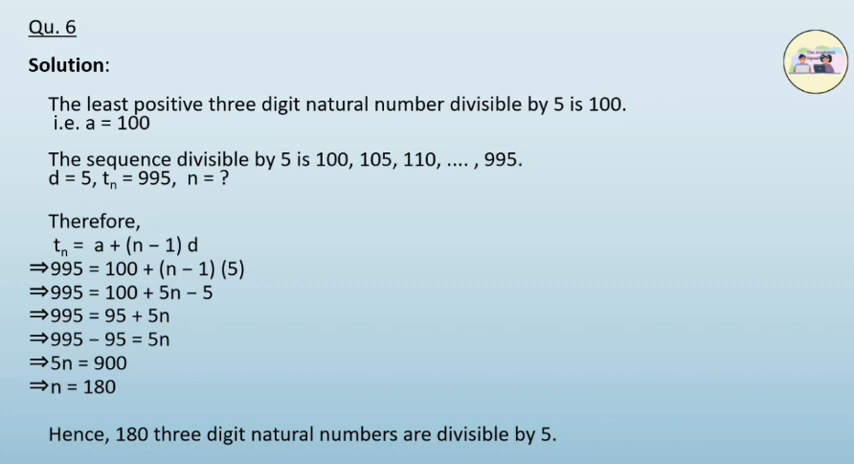 Qu. 6
Solution:
The least positive three digit natural number divisible by 5 is 100.
i.e. a = 100
The sequence divisible by 5 is 100, 105, 110, .... , 995.
d = 5, tₙ = 995, n = ?
Therefore,
tₙ = a + (n – 1) d
⇒995 = 100 + (n – 1) (5)
⇒995 = 100 + 5n – 5
⇒995 = 95 + 5n
⇒995 – 95 = 5n
⇒5n = 900
⇒n = 180
Hence, 180 three digit natural numbers are divisible by 5.